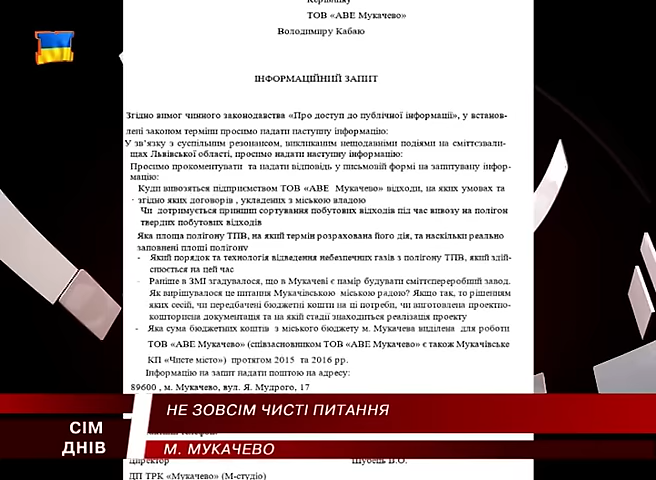 Керівнику
ТОВ «АВЕ Мукачево»
Володимиру Кабаю
ІНФОРМАЦІЙНИЙ ЗАПИТ
Згідно вимог чинного законодавства «Про доступ до публічної інформації», у встанов-
лені законом терміни просимо надати наступну інформацію:
У зв’язку з суспільним резонансом, викликаним нещодавніми подіями на сміттєзвали-
щах Львівської області, просимо надати наступну інформацію:
Просимо прокоментувати та надати відповідь у письмовій формі на запитувану інфор-
мацію:
Куди вивозяться підприємством ТОВ «АВЕ Мукачево» відходи, на яких умовах та
- згідно яких договорів , укладених з міською владою
Чи дотримується принцип сортування побутових відходів під час вивозу на полігон
твердих побутових відходів
Яка площа полігону ТПВ, на який термін розрахована його дія, та наскільки реально
заповнені площі полігону
- Який порядок та технологія відведення небезпечних газів з полігону ТПВ, який здій-
снюється на цей час
- Раніше в ЗМІ згадувалося, що в Мукачеві є намір будувати сміттєпереробний завод.
Як вирішувалося це питання Мукачівською міською радою? Якщо так, то рішенням
яких сесій, чи передбачені бюджетні кошти на ці потреби, чи виготовлена проектно-
кошторисна документація та на якій стадії знаходиться реалізація проекту
- Яка сума бюджетних коштів з міського бюджету м. Мукачева виділена для роботи
ТОВ «АВЕ Мукачево» (співзасновником ТОВ «АВЕ Мукачево» є також Мукачівське
КП «Чисте місто») протягом 2015 та 2016 рр.
Інформацію на запит надати поштою на адресу:
89600 , м. Мукачево, вул. Я. Мудрого, 17
НЕ ЗОВСІМ ЧИСТІ ПИТАННЯ
СІМ
ДНІВ
М. МУКАЧЕВО
Директор Шубець В.О.
ДП ТРК «Мукачево» (М-студіо)